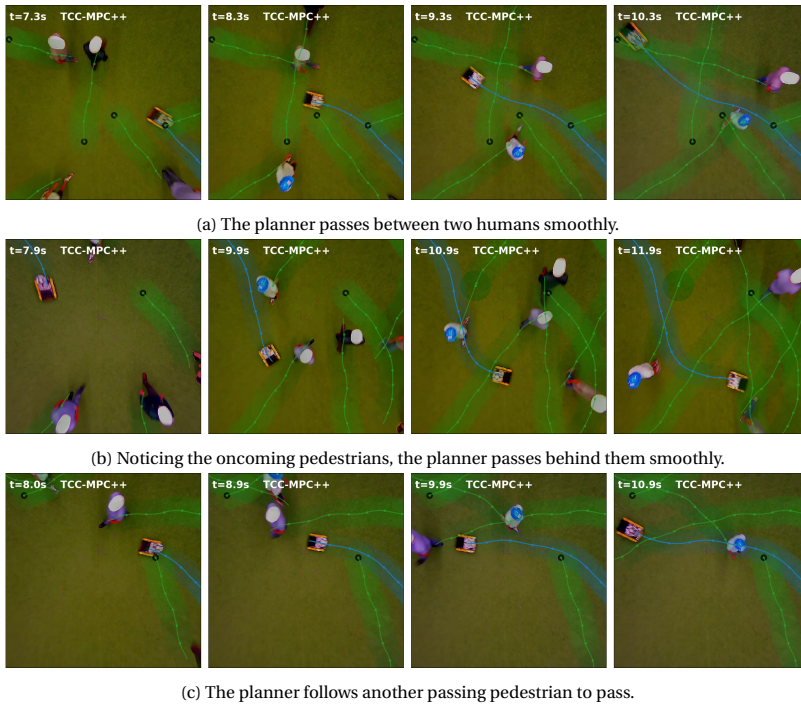 t=7.3s TCC-MPC++
t=8.3s TCC-MPC++
t=9.3s TCC-MPC++
t=10.3s TCC-MPC++
(a) The planner passes between two humans smoothly.
t=7.9s TCC-MPC++
t=9.9s TCC-MPC++
t=10.9s TCC-MPC++
t=11.9s TCC-MPC++
(b) Noticing the oncoming pedestrians, the planner passes behind them smoothly.
t=8.0s TCC-MPC++
t=8.9s TCC-MPC++
t=9.9s TCC-MPC++
t=10.9s TCC-MPC++
(c) The planner follows another passing pedestrian to pass.